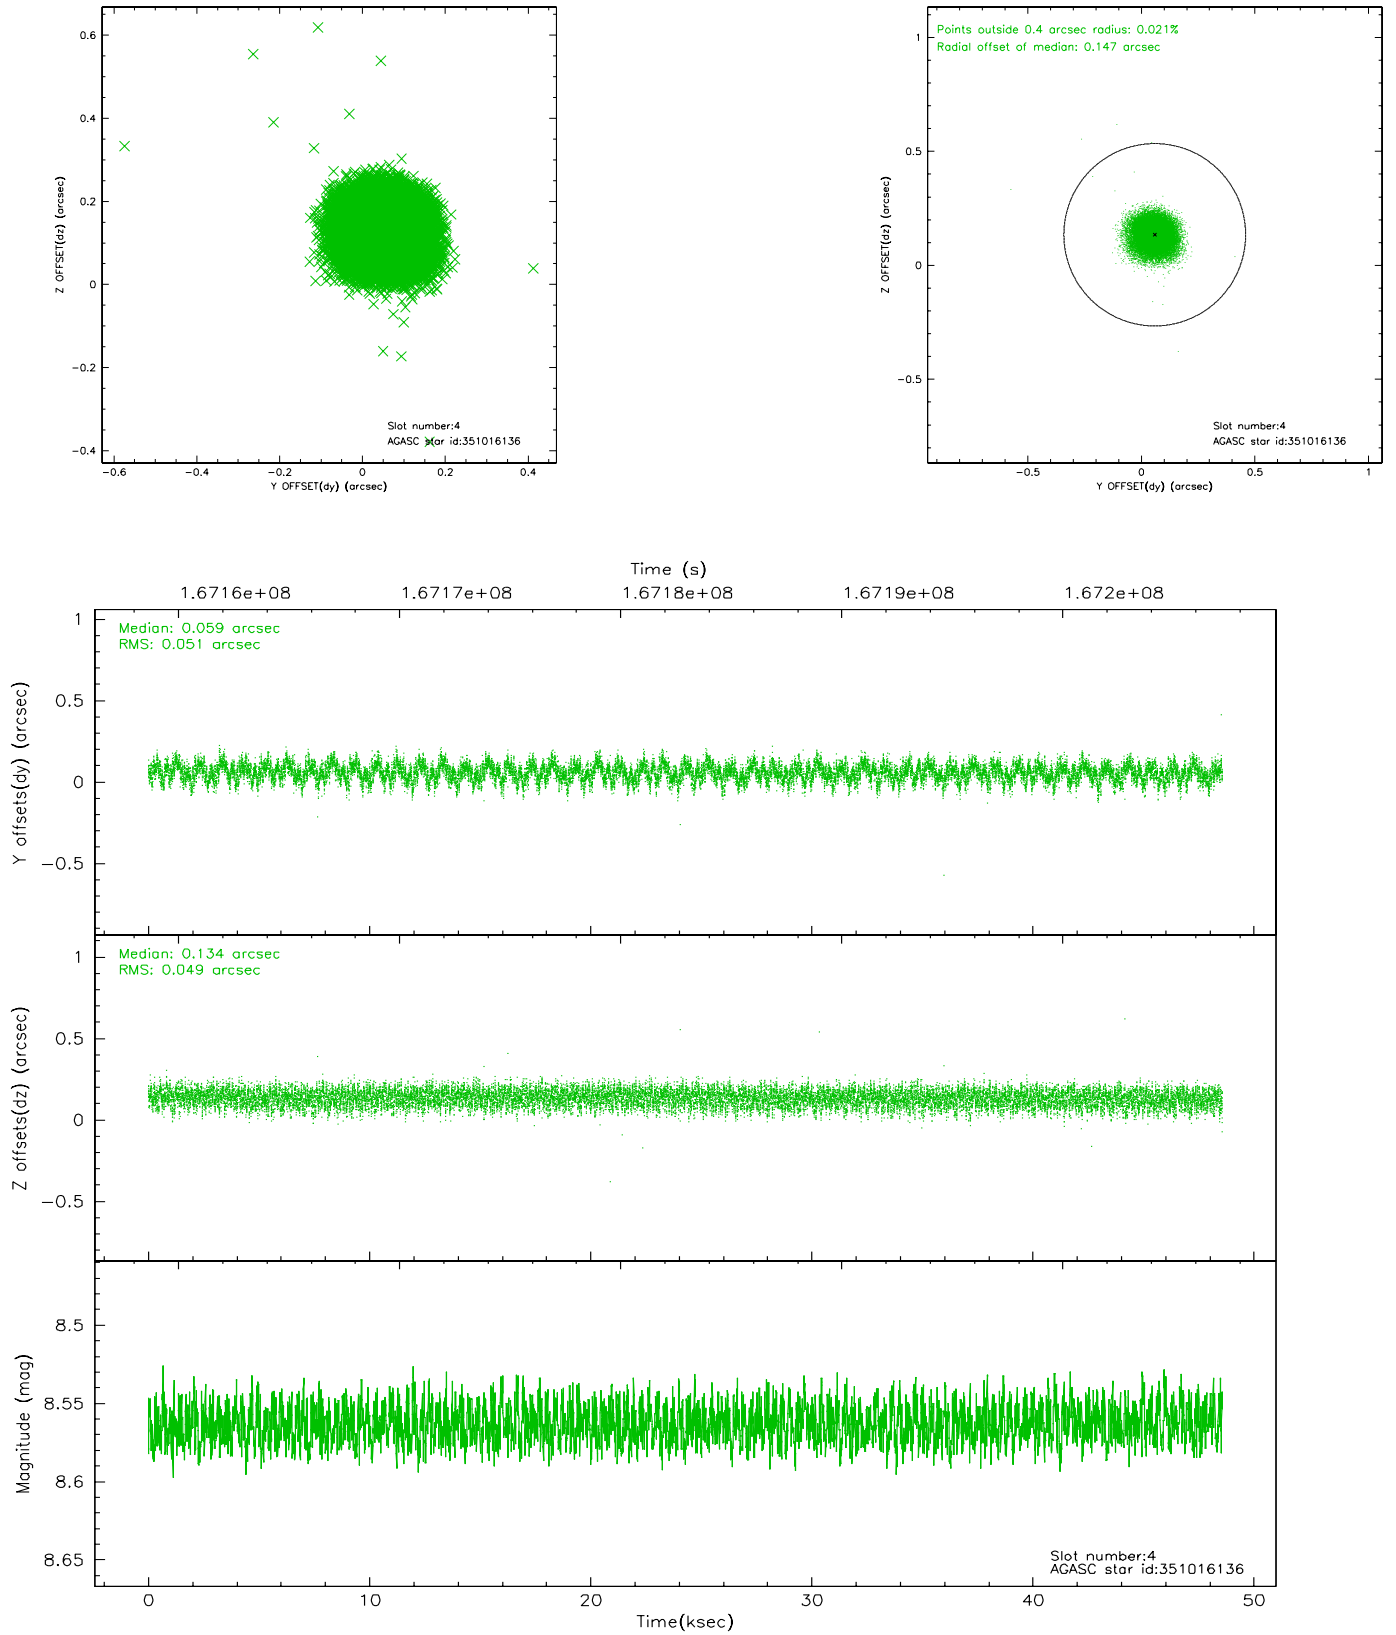 0.6
0.4
0.2
0
−0.2
−0.4
−0.6
−0.4
−0.2
0
0.2
0.4
Z OFFSET(dz) (arcsec)
Y OFFSET(dy) (arcsec)
Slot number:4
AGASC star id:351016136
Points outside 0.4 arcsec radius: 0.021%
Radial offset of median: 0.147 arcsec
1
0.5
0
−0.5
−0.5
0
0.5
1
Z OFFSET(dz) (arcsec)
Y OFFSET(dy) (arcsec)
Slot number:4
AGASC star id:351016136
Time (s)
1.6716e+08
1.6717e+08
1.6718e+08
1.6719e+08
1.672e+08
Median: 0.059 arcsec
RMS: 0.051 arcsec
1
0.5
0
−0.5
Y offsets(dy) (arcsec)
Median: 0.134 arcsec
RMS: 0.049 arcsec
1
0.5
0
−0.5
Z offsets(dz) (arcsec)
8.5
8.55
8.6
8.65
Magnitude (mag)
Slot number:4
AGASC star id:351016136
0
10
20
30
40
50
Time(ksec)